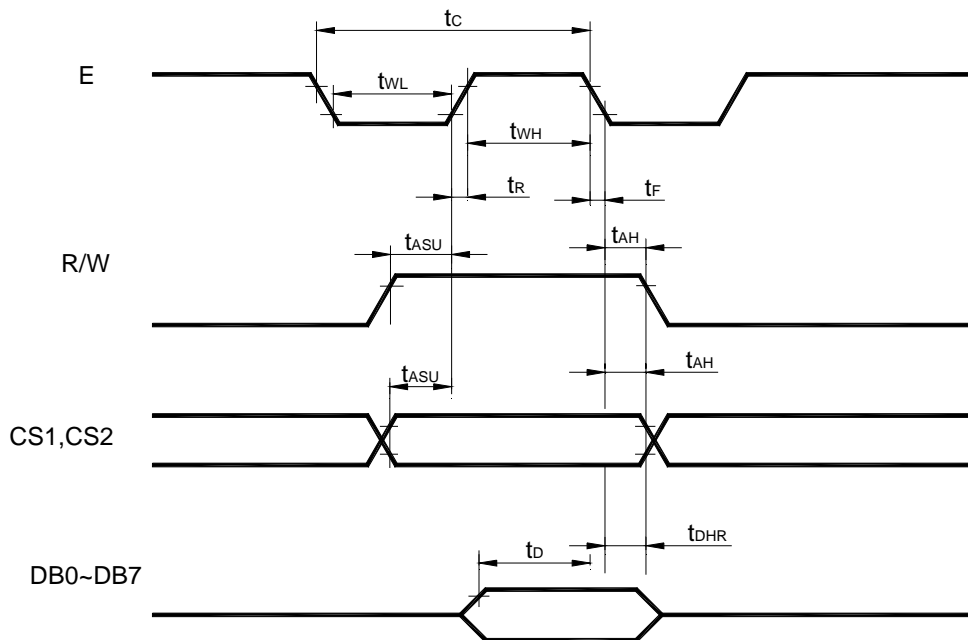 tC
E
tWL
tWH
tR
tF
tASU
tAH
R/W
tASU
tAH
CS1,CS2
tD
tDHR
DB0~DB7